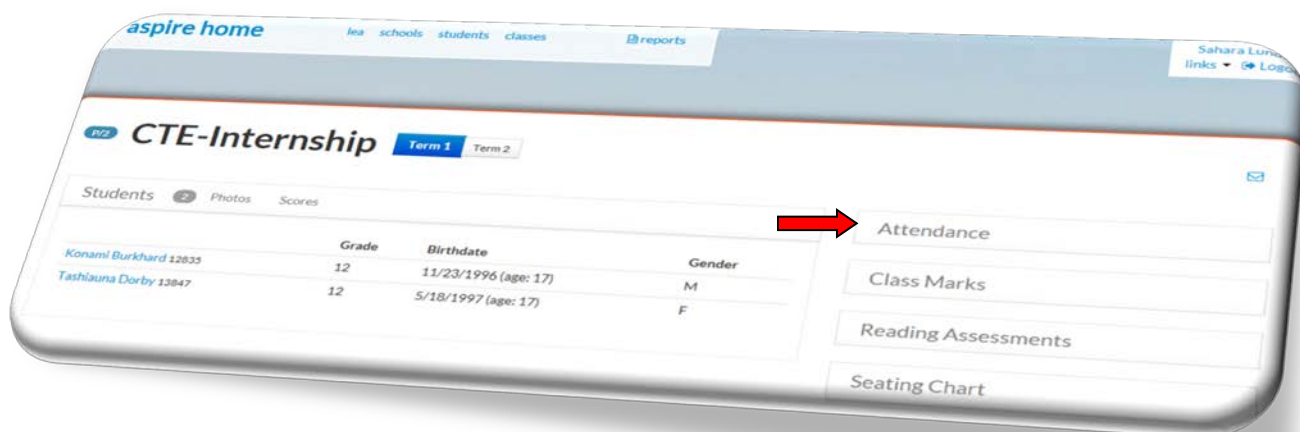 aspire home lea schools students classes reports
Sahara
links Logo
P/2 CTE-Internship Term 1 Term 2
Students 2 Photos Scores
Grade Birthdate Gender
Konami Burkhard 12835 12 11/23/1996 (age: 17) M
Tashiauna Dorby 13847 12 5/18/1997 (age: 17) F
Attendance
Class Marks
Reading Assessments
Seating Chart